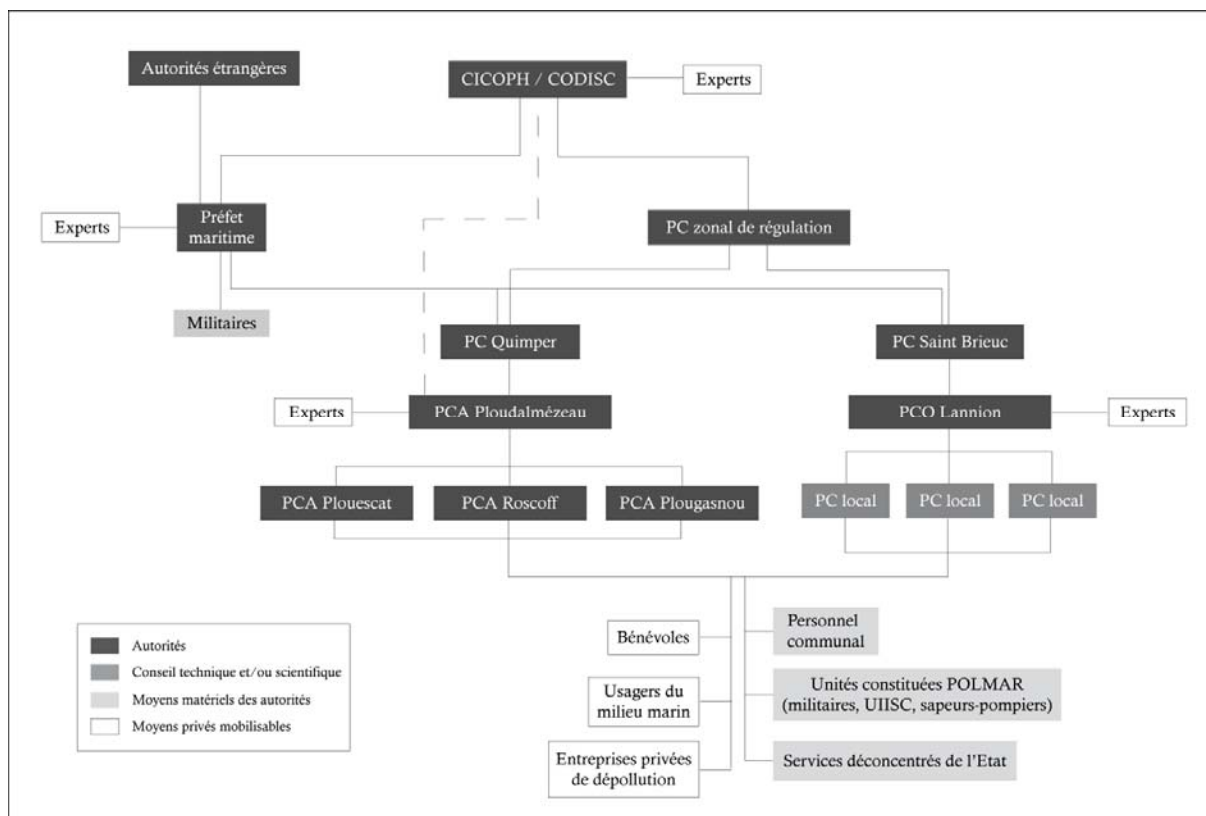 Autorités étrangères
CICOPH / CODISC
Experts
Experts
Préfet
maritime
PC zonal de régulation
Militaires
PC Quimper
PC Saint Brieuc
Experts
PCA Ploudalmézeau
PCO Lannion
Experts
PCA Plouescat
PCA Roscoff
PCA Plougasnou
PC local
PC local
PC local
Autorités
Conseil technique et/ou scientifique
Moyens matériels des autorités
Moyens privés mobilisables
Bénévoles
Usagers du
milieu marin
Entreprises privées
de dépollution
Personnel
communal
Unités constituées POLMAR
(militaires, UIISC, sapeurs-pompiers)
Services déconcentrés de l'Etat